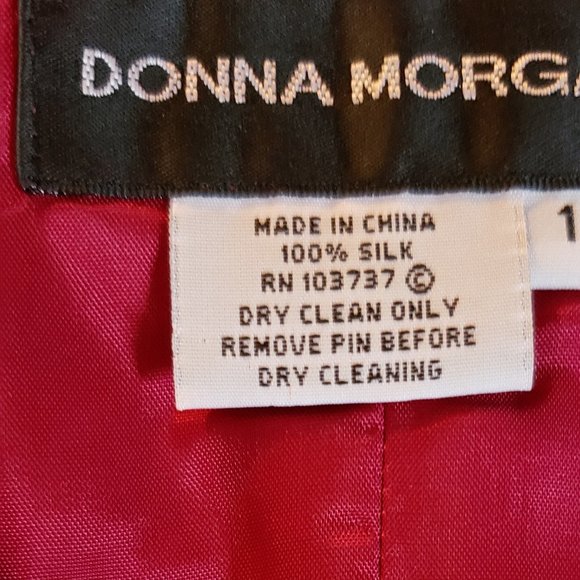 DONNA MORGA
1
MADE IN CHINA
100% SILK
RN 103737 ©
DRY CLEAN ONLY
REMOVE PIN BEFORE
DRY CLEANING